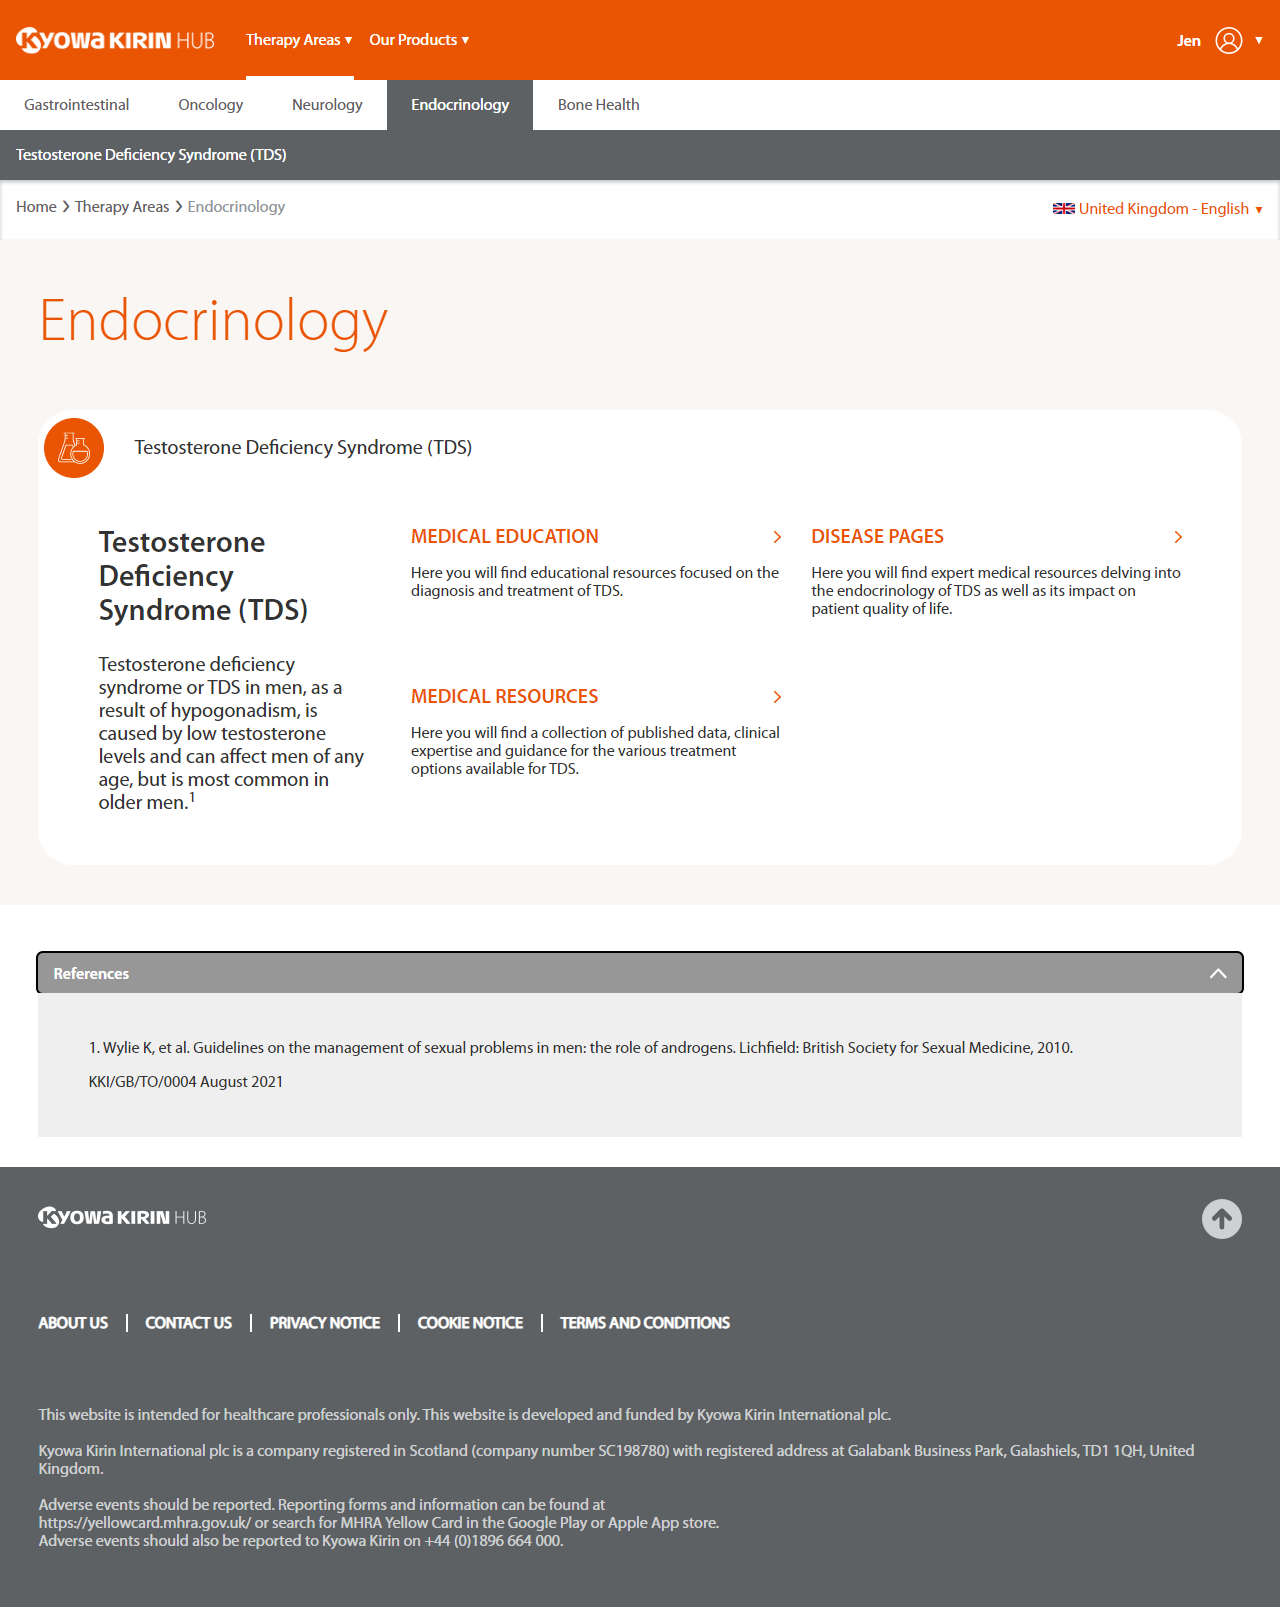 KYOWA KIRIN HUB Therapy Areas ▼ Our Products ▼ Jen ▼
Gastrointestinal Oncology Neurology Endocrinology Bone Health
Testosterone Deficiency Syndrome (TDS)
Home > Therapy Areas > Endocrinology
United Kingdom - English ▼
Endocrinology
Testosterone Deficiency Syndrome (TDS)
Testosterone
Deficiency
Syndrome (TDS)
Testosterone deficiency
syndrome or TDS in men, as a
result of hypogonadism, is
caused by low testosterone
levels and can affect men of any
age, but is most common in
older men.1
MEDICAL EDUCATION
Here you will find educational resources focused on the
diagnosis and treatment of TDS.
DISEASE PAGES
Here you will find expert medical resources delving into
the endocrinology of TDS as well as its impact on
patient quality of life.
MEDICAL RESOURCES
Here you will find a collection of published data, clinical
expertise and guidance for the various treatment
options available for TDS.
References
1. Wylie K, et al. Guidelines on the management of sexual problems in men: the role of androgens. Lichfield: British Society for Sexual Medicine, 2010.
KKI/GB/TO/0004 August 2021
KYOWA KIRIN HUB
ABOUT US | CONTACT US | PRIVACY NOTICE | COOKIE NOTICE | TERMS AND CONDITIONS
This website is intended for healthcare professionals only. This website is developed and funded by Kyowa Kirin International plc.
Kyowa Kirin International plc is a company registered in Scotland (company number SC198780) with registered address at Galabank Business Park, Galashiels, TD1 1QH, United
Kingdom.
Adverse events should be reported. Reporting forms and information can be found at
https://yellowcard.mhra.gov.uk/ or search for MHRA Yellow Card in the Google Play or Apple App store.
Adverse events should also be reported to Kyowa Kirin on +44 (0)1896 664 000.